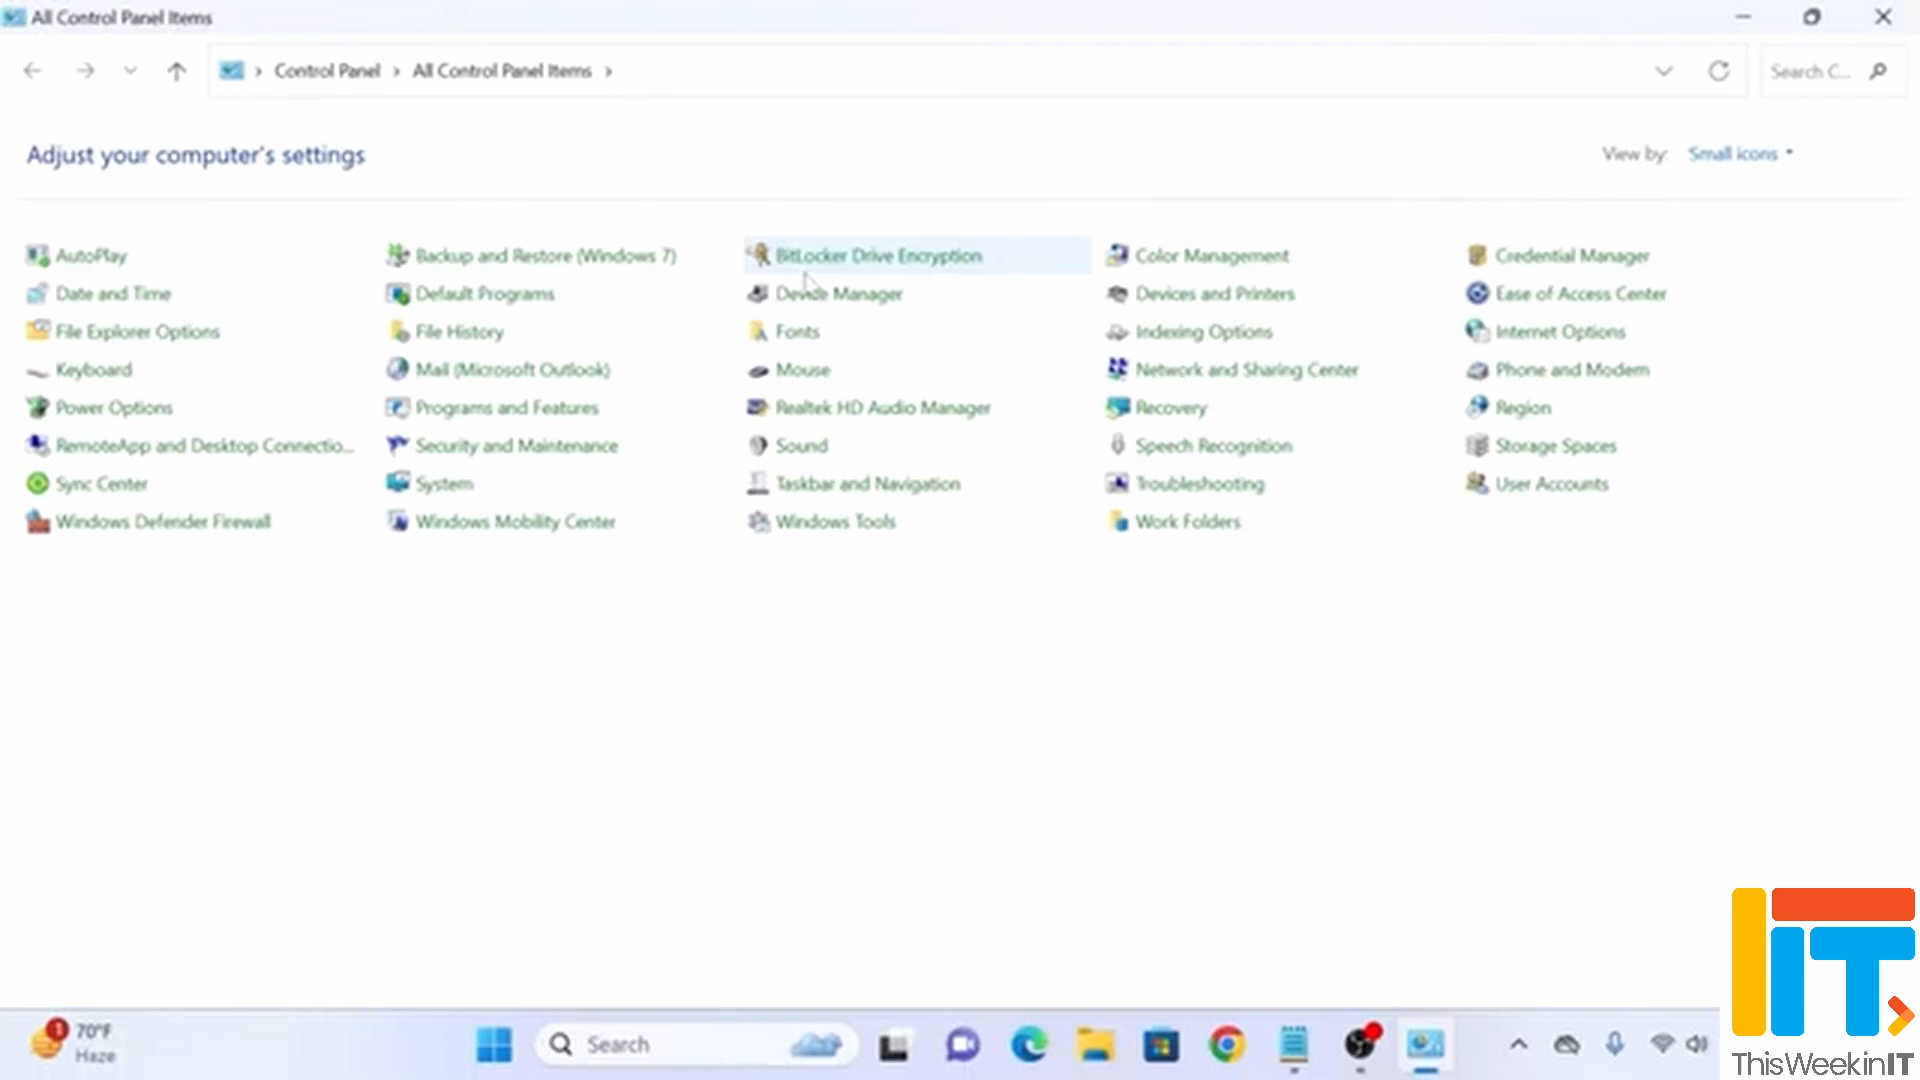 All Control Panel Items
Control Panel
All Control Panel Items
Search C...
Adjust your computer's settings
View by:
Small icons
AutoPlay
Backup and Restore (Windows 7)
BitLocker Drive Encryption
Color Management
Credential Manager
Date and Time
Default Programs
Device Manager
Devices and Printers
Ease of Access Center
File Explorer Options
File History
Fonts
Indexing Options
Internet Options
Keyboard
Mail (Microsoft Outlook)
Mouse
Network and Sharing Center
Phone and Modem
Power Options
Programs and Features
Realtek HD Audio Manager
Recovery
Region
RemoteApp and Desktop Connectio...
Security and Maintenance
Sound
Speech Recognition
Storage Spaces
Sync Center
System
Taskbar and Navigation
Troubleshooting
User Accounts
Windows Defender Firewall
Windows Mobility Center
Windows Tools
Work Folders
1
70°F
Haze
Search
IT
ThisWeekinIT